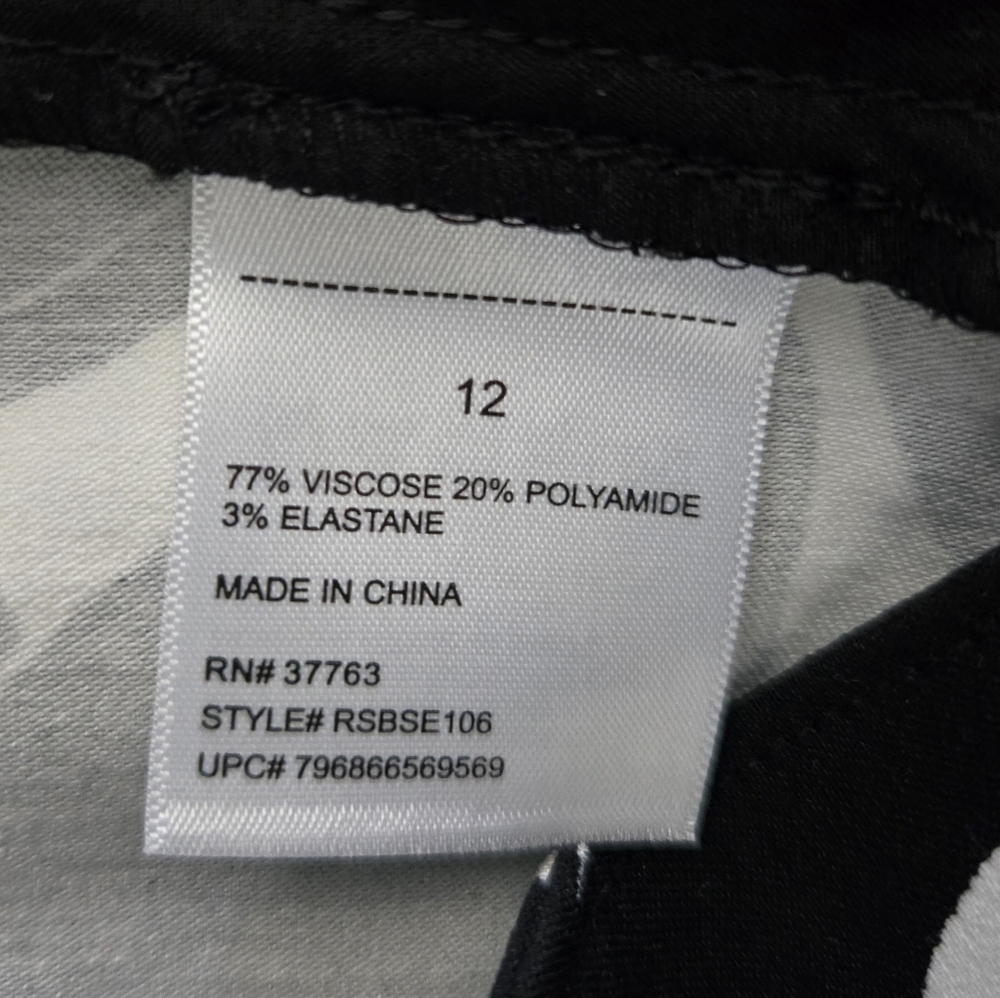 12
77% VISCOSE 20% POLYAMIDE
3% ELASTANE
MADE IN CHINA
RN# 37763
STYLE# RSBSE106
UPC# 796866569569